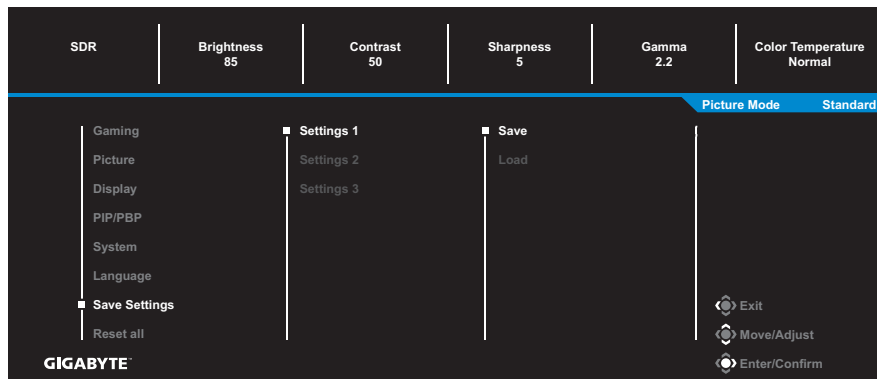 SDR
Brightness
85
Contrast
50
Sharpness
5
Gamma
2.2
Color Temperature
Normal
Picture Mode Standard
Gaming
Picture
Display
PIP/PBP
System
Language
Save Settings
Reset all
Settings 1
Settings 2
Settings 3
Save
Load
Exit
Move/Adjust
Enter/Confirm
GIGABYTE™